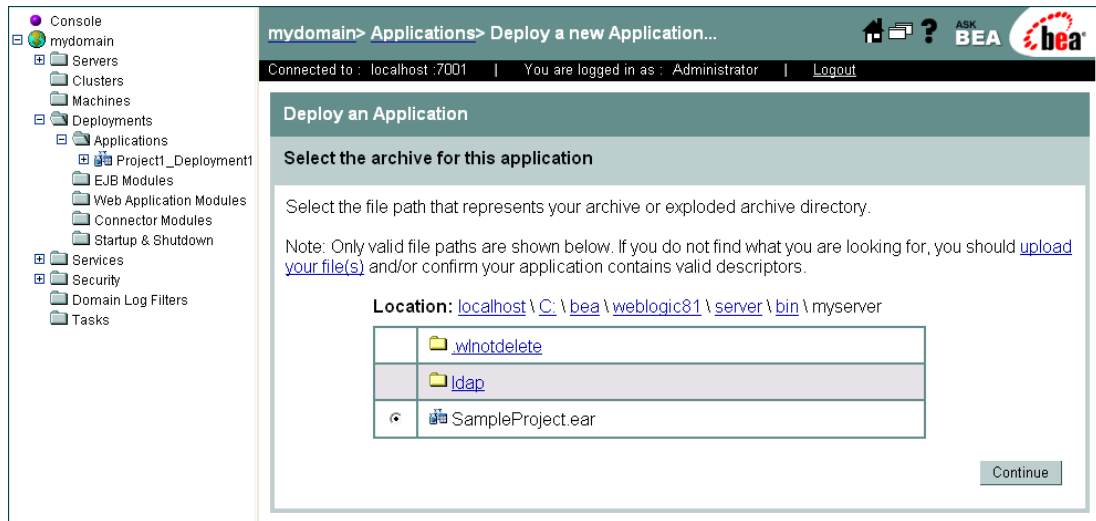 Console
mydomain
Servers
Clusters
Machines
Deployments
Applications
Project1_Deployment1
EJB Modules
Web Application Modules
Connector Modules
Startup & Shutdown
Services
Security
Domain Log Filters
Tasks
mydomain> Applications> Deploy a new Application...
? ASK BEA bea
Connected to : localhost :7001 | You are logged in as : Administrator | Logout
Deploy an Application
Select the archive for this application
Select the file path that represents your archive or exploded archive directory.
Note: Only valid file paths are shown below. If you do not find what you are looking for, you should upload
your file(s) and/or confirm your application contains valid descriptors.
Location: localhost \ C: \ bea \ weblogic81 \ server \ bin \ myserver
.wlnotdelete
ldap
SampleProject.ear
Continue